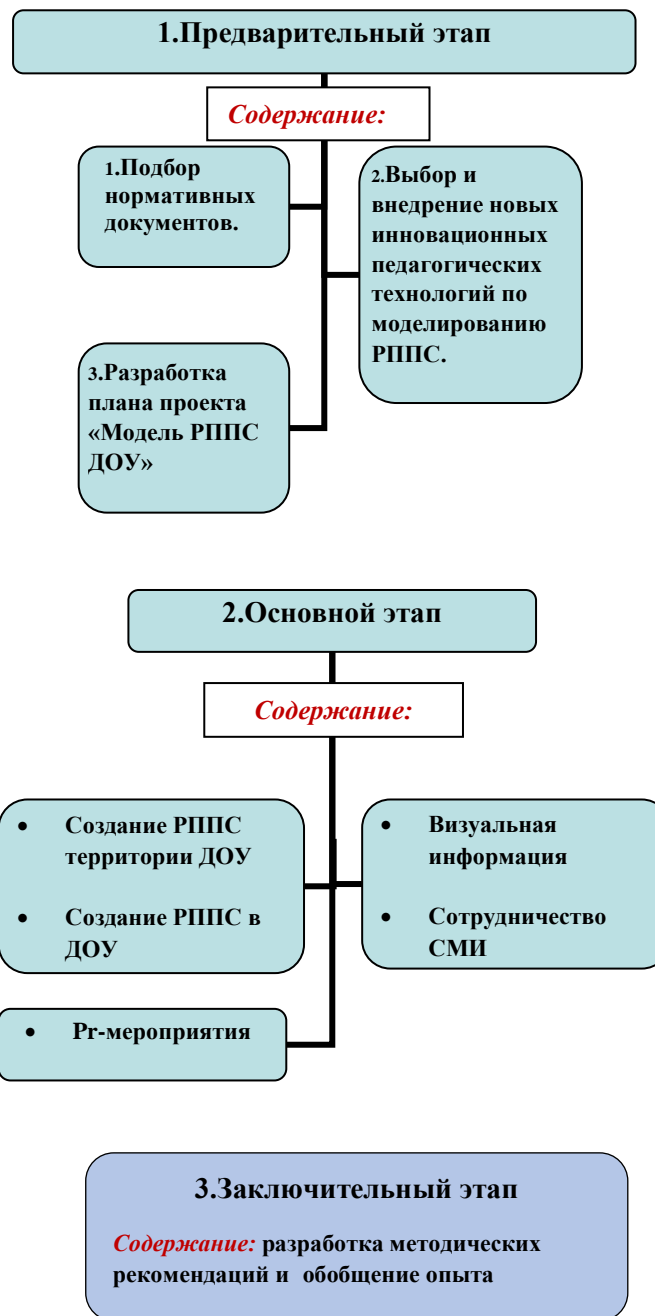 1.Предварительный этап
Содержание:
1.Подбор
нормативных
документов.
2.Выбор и
внедрение новых
инновационных
педагогических
технологий по
моделированию
РППС.
3.Разработка
плана проекта
«Модель РППС
ДОУ»
2.Основной этап
Содержание:
• Создание РППС
территории ДОУ
• Создание РППС в
ДОУ
• Визуальная
информация
• Сотрудничество
СМИ
• Pr-мероприятия
3.Заключительный этап
Содержание: разработка методических
рекомендаций и обобщение опыта